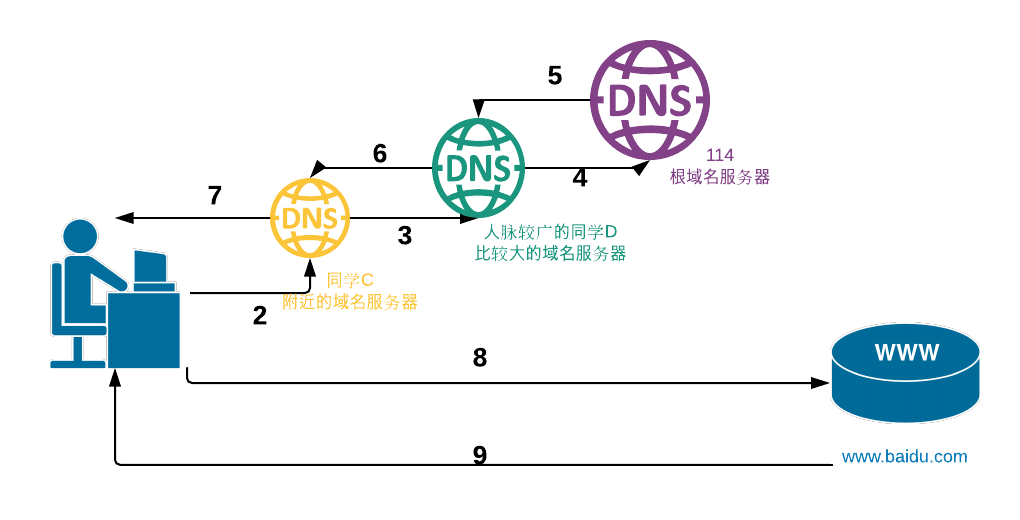 5
DNS
114
根域名服务器
6
DNS
4
7
DNS
3
人脉较广的同学D
比较大的域名服务器
同学C
附近的域名服务器
2
8
WWW
9
www.baidu.com